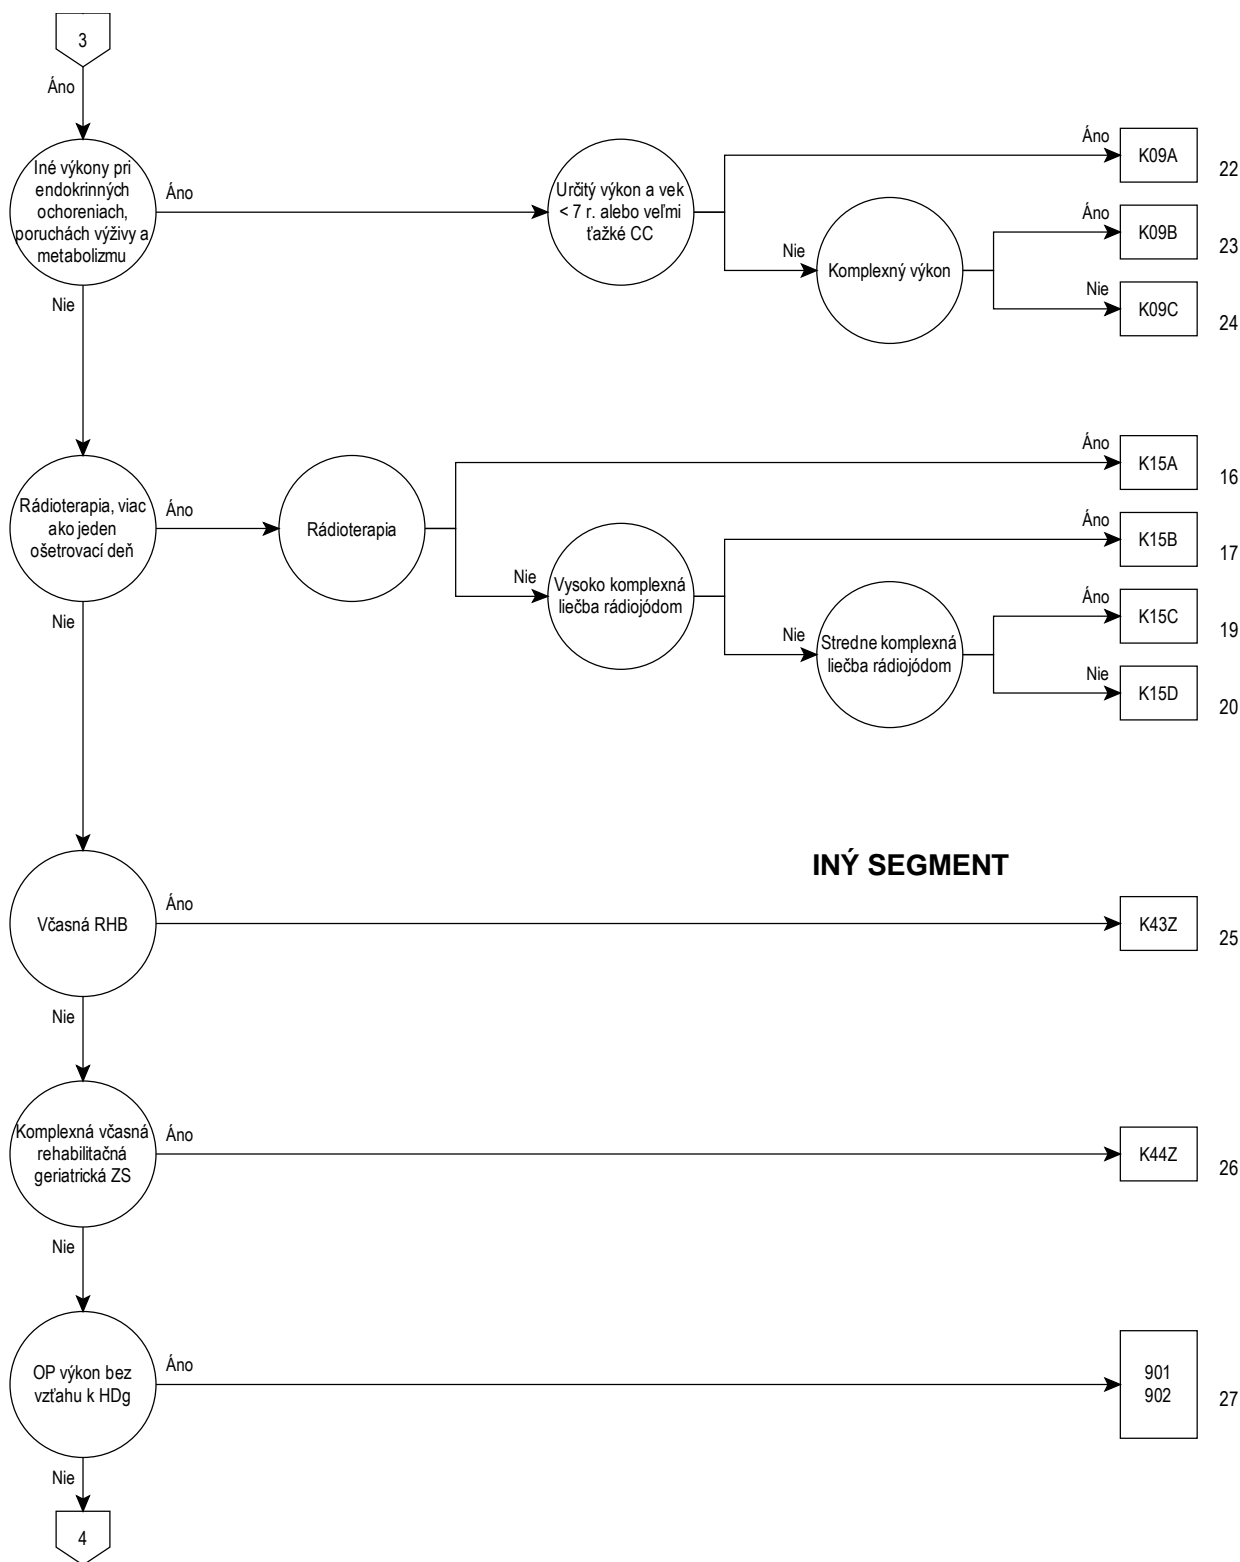 3
Áno
Iné výkony pri
endokrinných
ochoreniach,
poruchách výživy a
metabolizmu
Áno
Určitý výkon a vek
< 7 r. alebo veľmi
ťažké CC
Áno
K09A
22
Nie
Komplexný výkon
Áno
K09B
23
Nie
K09C
24
Nie
Rádioterapia, viac
ako jeden
ošetrovací deň
Áno
Rádioterapia
Áno
K15A
16
Nie
Vysoko komplexná
liečba rádiojódom
Áno
K15B
17
Nie
Stredne komplexná
liečba rádiojódom
Áno
K15C
19
Nie
K15D
20
Nie
INÝ SEGMENT
Včasná RHB
Áno
K43Z
25
Nie
Komplexná včasná
rehabilitačná
geriatrická ZS
Áno
K44Z
26
Nie
OP výkon bez
vzťahu k HDg
Áno
901
902
27
Nie
4